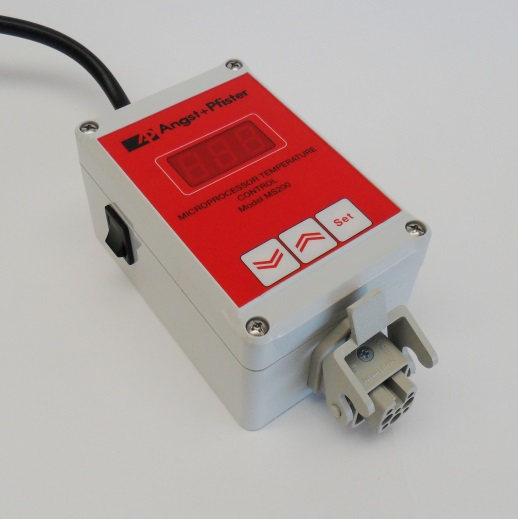 Angst+Pfister
MICROPROCESSOR TEMPERATURE
CONTROL
Model MS200
Set